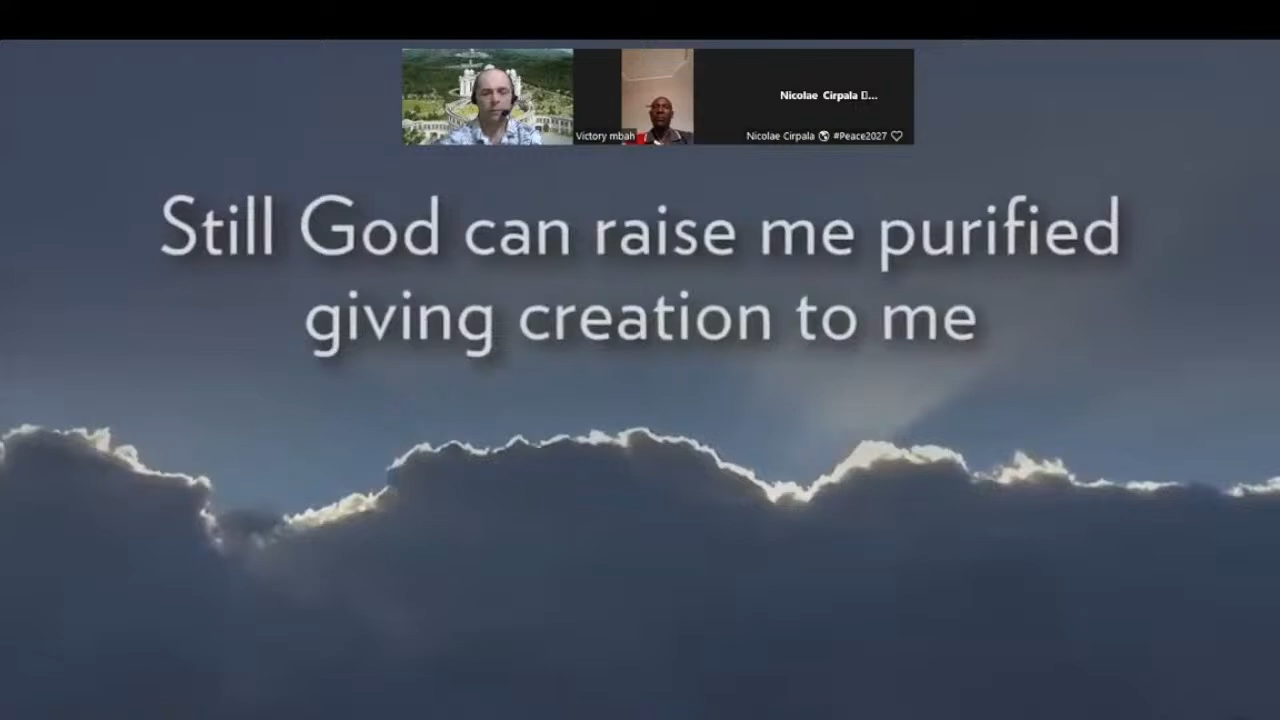 Nicolae Cirpala
Victory mbah
Nicolae Cirpala #Peace2027
Still God can raise me purified
giving creation to me